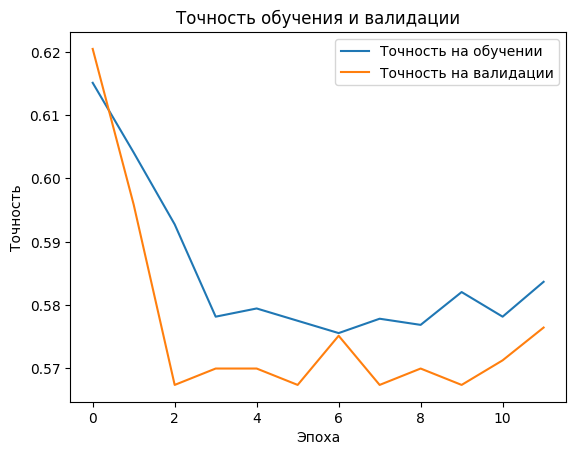 Точность обучения и валидации
Точность на обучении
Точность на валидации
0.62
0.61
0.60
0.59
0.58
0.57
Точность
0 2 4 6 8 10
Эпоха